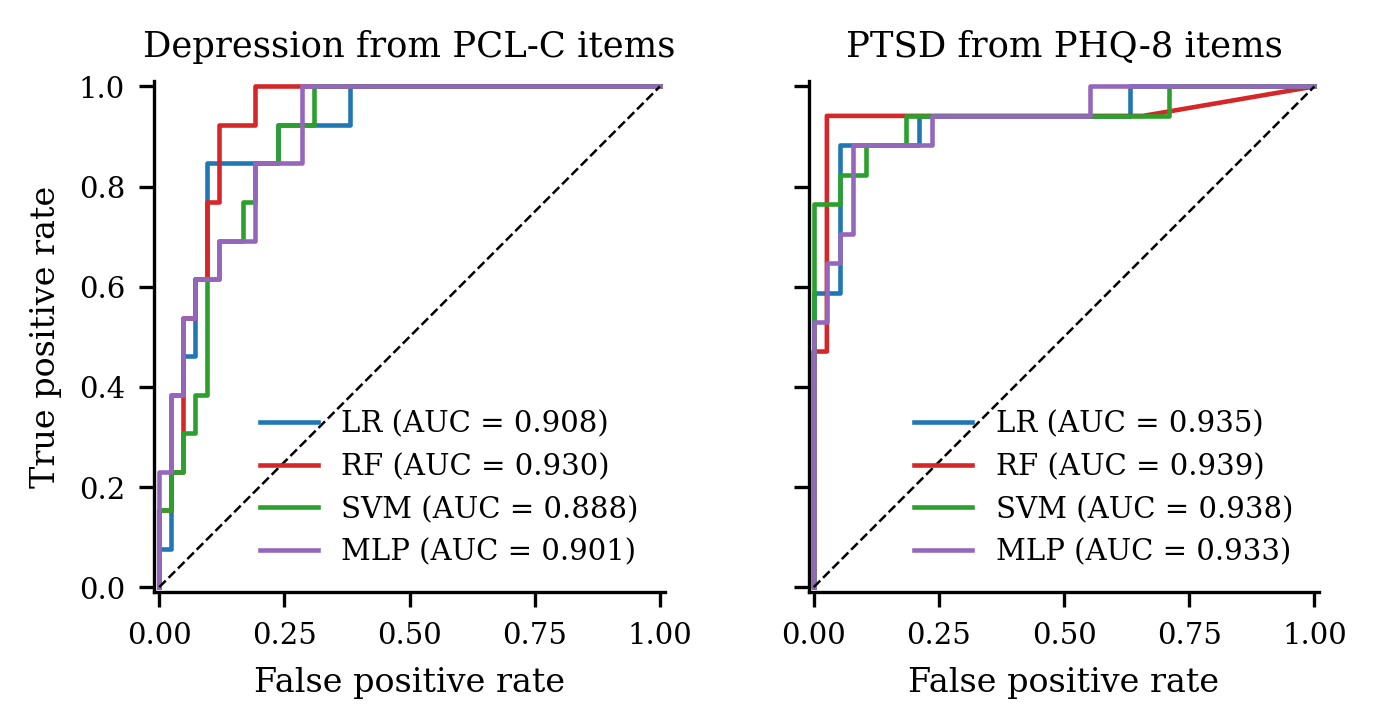 Depression from PCL-C items
True positive rate
1.0
0.8
0.6
0.4
0.2
0.0
LR (AUC = 0.908)
RF (AUC = 0.930)
SVM (AUC = 0.888)
MLP (AUC = 0.901)
0.00 0.25 0.50 0.75 1.00
False positive rate
PTSD from PHQ-8 items
LR (AUC = 0.935)
RF (AUC = 0.939)
SVM (AUC = 0.938)
MLP (AUC = 0.933)
0.00 0.25 0.50 0.75 1.00
False positive rate